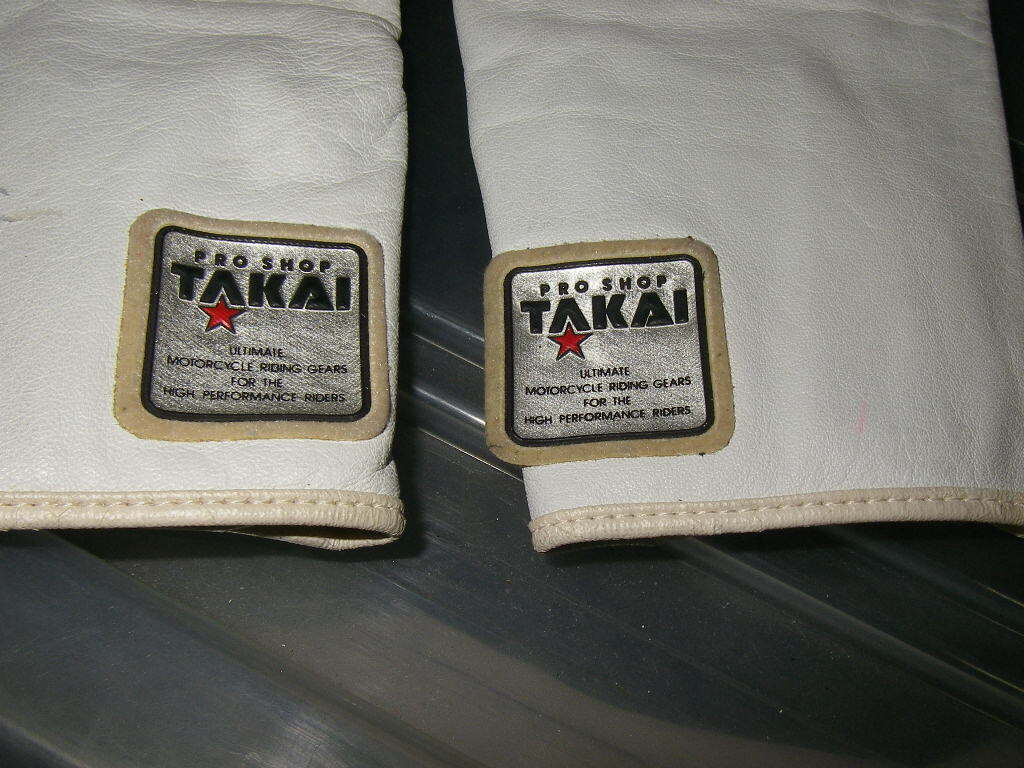 PRO SHOP
TAKAI
ULTIMATE
MOTORCYCLE RIDING GEARS
FOR THE
HIGH PERFORMANCE RIDERS
PRO SHOP
TAKAI
ULTIMATE
MOTORCYCLE RIDING GEARS
FOR THE
HIGH PERFORMANCE RIDERS